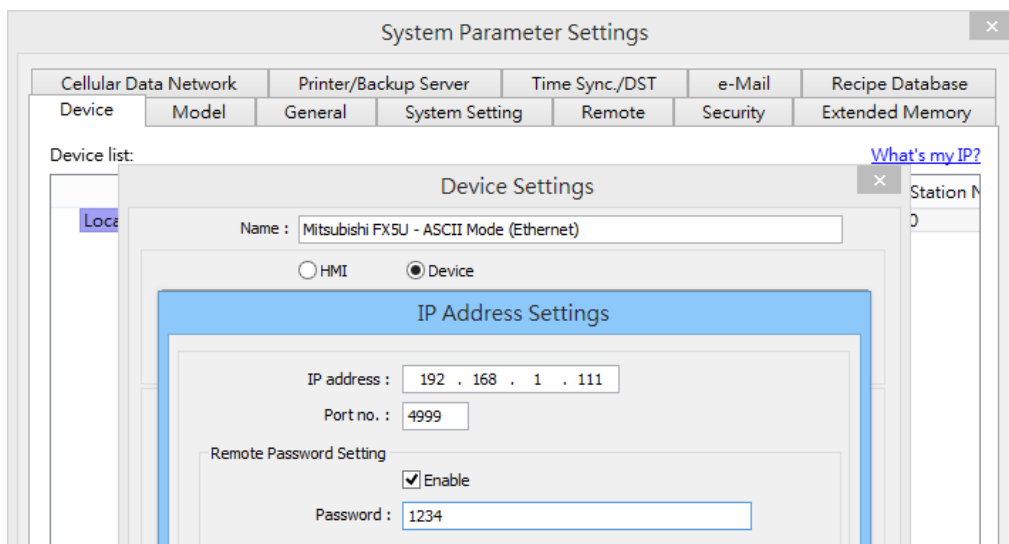 System Parameter Settings
Cellular Data Network Printer/Backup Server Time Sync./DST e-Mail Recipe Database
Device Model General System Setting Remote Security Extended Memory
Device list: What's my IP?
Device Settings
Station N
Loca
Name : Mitsubishi FX5U - ASCII Mode (Ethernet)
HMI Device
IP Address Settings
IP address : 192 . 168 . 1 . 111
Port no. : 4999
Remote Password Setting
Enable
Password : 1234